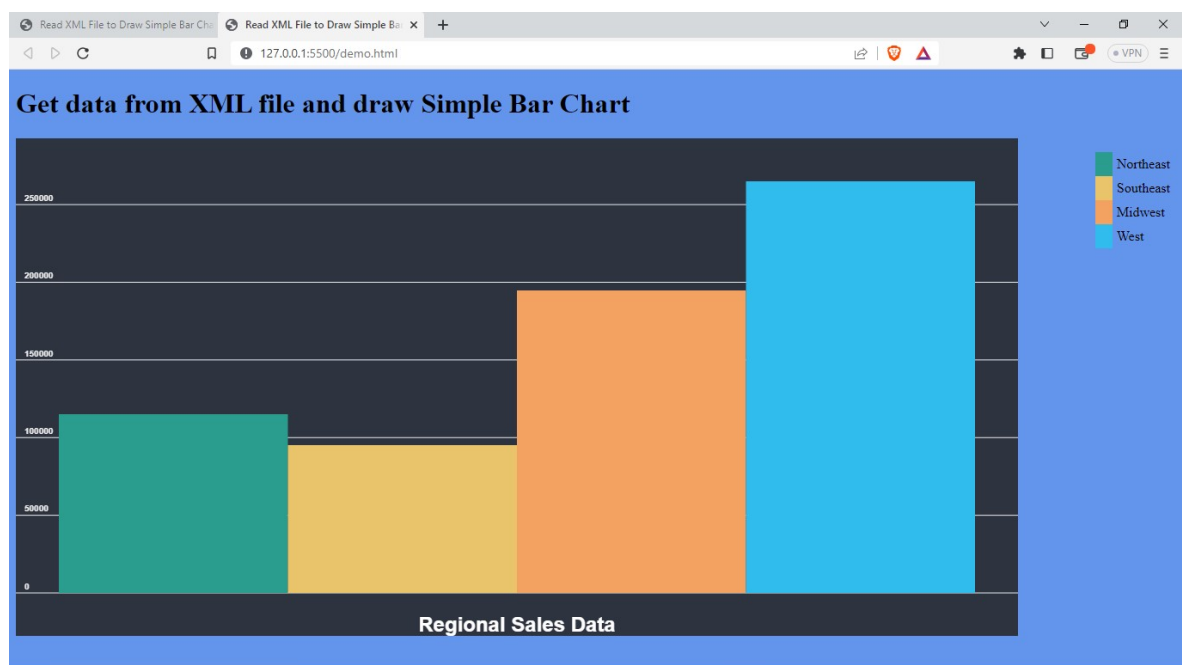 Read XML File to Draw Simple Bar Cha
Read XML File to Draw Simple Ba
127.0.0.1:5500/demo.html
VPN
Get data from XML file and draw Simple Bar Chart
Northeast
Southeast
Midwest
West
250000
200000
150000
100000
50000
0
Regional Sales Data